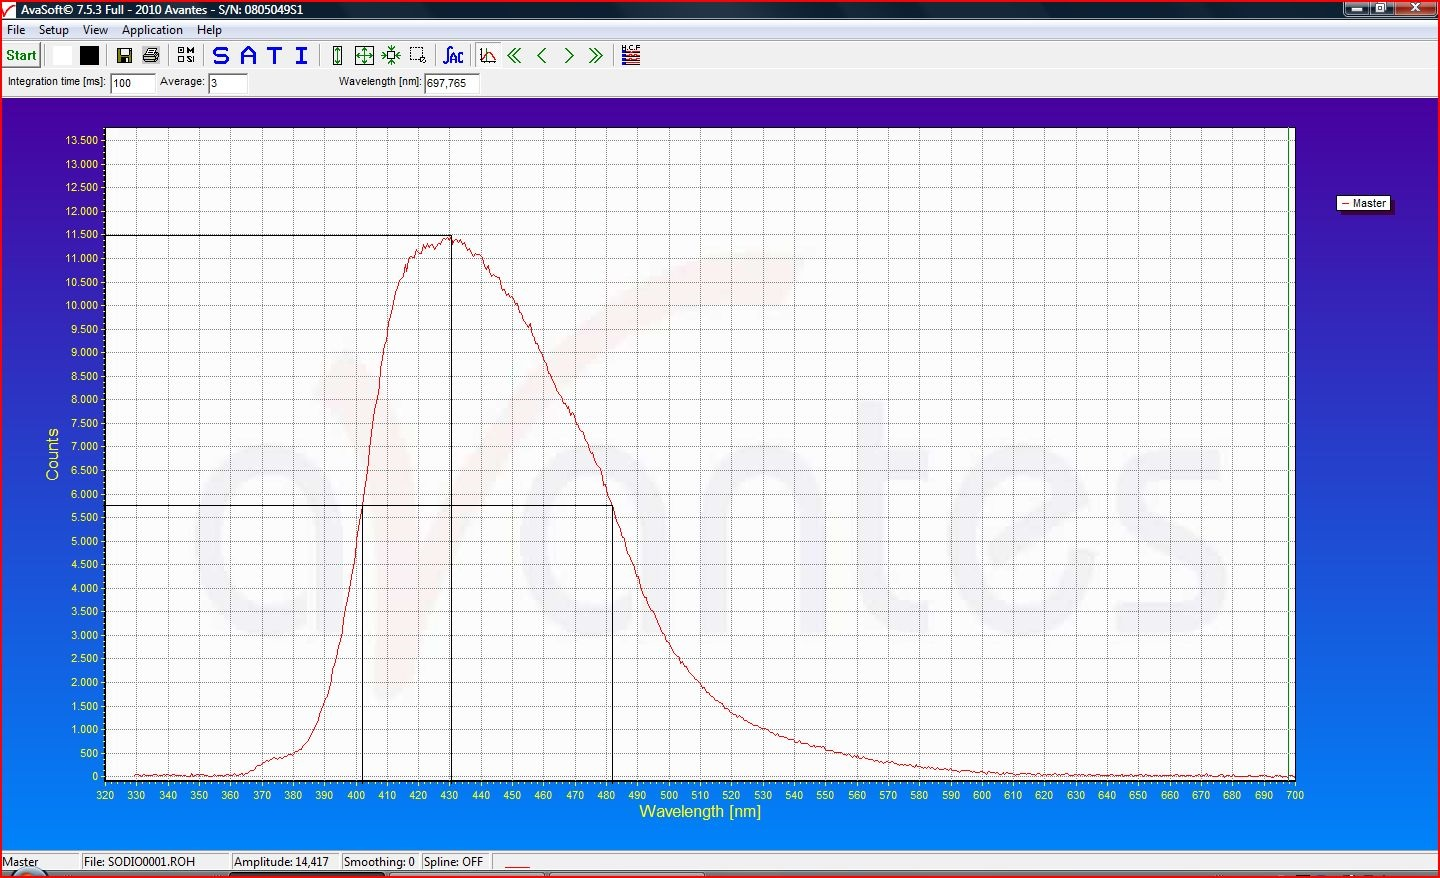 AvaSoft© 7.5.3 Full - 2010 Avantes - S/N: 0805049S1
File Setup View Application Help
Start S A T I ∫AC H.C.F
Integration time [ms]: 100 Average: 3 Wavelength [nm]: 697,765
13.500
13.000
12.500
12.000
11.500
11.000
10.500
10.000
9.500
9.000
8.500
8.000
7.500
7.000
6.500
6.000
5.500
5.000
4.500
4.000
3.500
3.000
2.500
2.000
1.500
1.000
500
0
Counts
Master
avantes
320 330 340 350 360 370 380 390 400 410 420 430 440 450 460 470 480 490 500 510 520 530 540 550 560 570 580 590 600 610 620 630 640 650 660 670 680 690 700
Wavelength [nm]
Master File: SODIO0001.ROH Amplitude: 14,417 Smoothing: 0 Spline: OFF